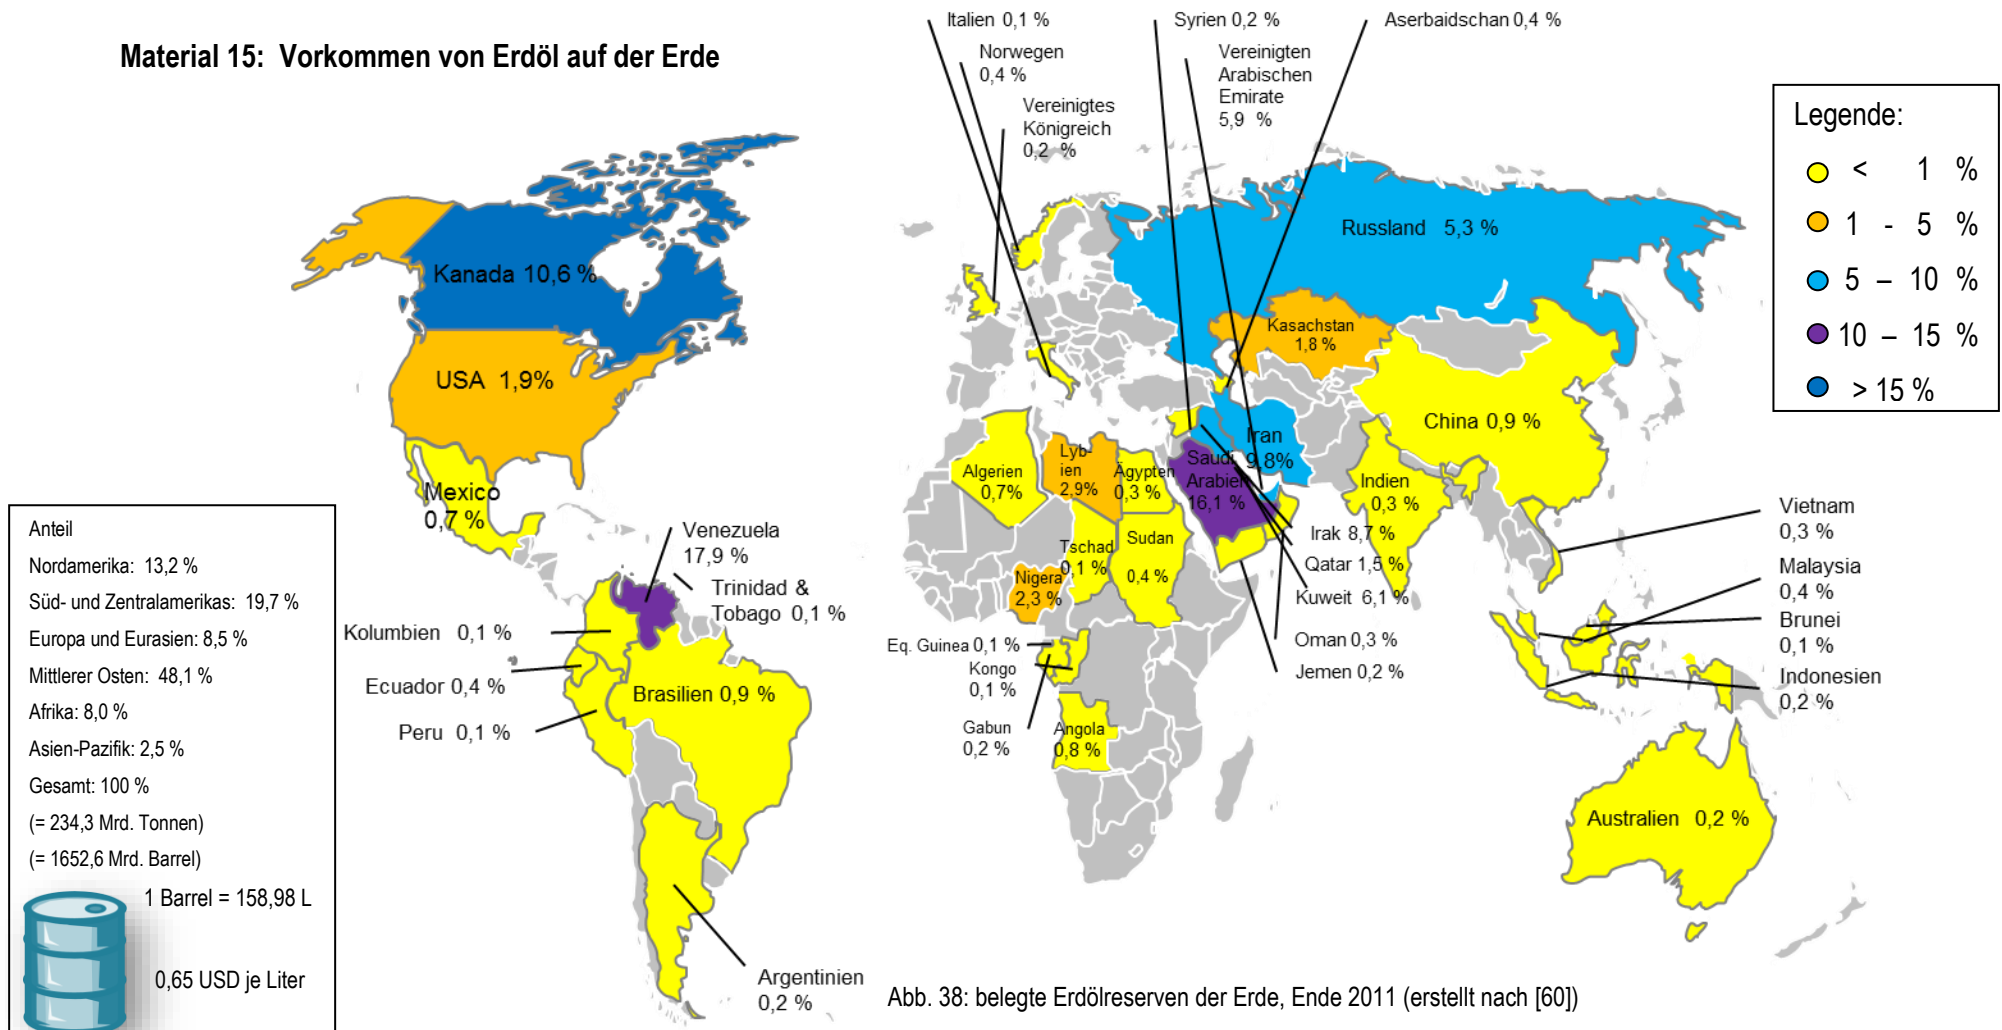 Material 15: Vorkommen von Erdöl auf der Erde
Italien 0,1 %
Norwegen
0,4 %
Vereinigtes
Königreich
0,2 %
Syrien 0,2 %
Vereinigten
Arabischen
Emirate
5,9 %
Aserbaidschan 0,4 %
Legende:
< 1 %
1 - 5 %
5 – 10 %
10 – 15 %
> 15 %
Kanada 10,6 %
USA 1,9%
Mexico
0,7 %
Venezuela
17,9 %
Trinidad &
Tobago 0,1 %
Kolumbien 0,1 %
Ecuador 0,4 %
Peru 0,1 %
Brasilien 0,9 %
Argentinien
0,2 %
Russland 5,3 %
Kasachstan
1,8 %
China 0,9 %
Iran
9,8%
Saudi
Arabien
16,1 %
Indien
0,3 %
Algerien
0,7%
Lyb-
ien
2,9%
Ägypten
0,3 %
Tschad
0,1 %
Sudan
0,4 %
Nigera
2,3 %
Eq. Guinea 0,1 %
Kongo
0,1 %
Gabun
0,2 %
Angola
0,8 %
Irak 8,7 %
Qatar 1,5 %
Kuweit 6,1 %
Oman 0,3 %
Jemen 0,2 %
Vietnam
0,3 %
Malaysia
0,4 %
Brunei
0,1 %
Indonesien
0,2 %
Australien 0,2 %
Anteil
Nordamerika: 13,2 %
Süd- und Zentralamerikas: 19,7 %
Europa und Eurasien: 8,5 %
Mittlerer Osten: 48,1 %
Afrika: 8,0 %
Asien-Pazifik: 2,5 %
Gesamt: 100 %
(= 234,3 Mrd. Tonnen)
(= 1652,6 Mrd. Barrel)
1 Barrel = 158,98 L
0,65 USD je Liter
Abb. 38: belegte Erdölreserven der Erde, Ende 2011 (erstellt nach [60])